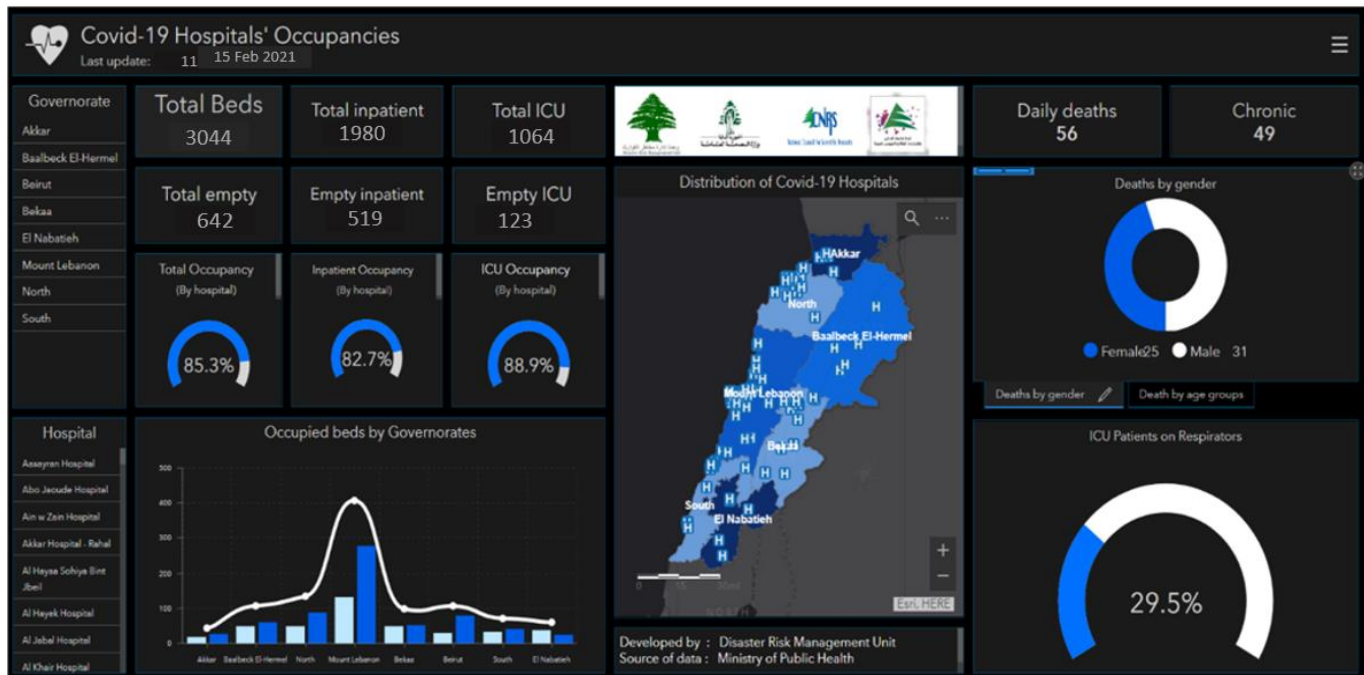 Covid-19 Hospitals' Occupancies
Last update: 11 15 Feb 2021
Governorate
Akkar
Baalbeck El-Hermel
Beirut
Bekaa
El Nabatieh
Mount Lebanon
North
South
Total Beds
3044
Total inpatient
1980
Total ICU
1064
Total empty
642
Empty inpatient
519
Empty ICU
123
Total Occupancy
(By hospital)
85.3%
Inpatient Occupancy
(By hospital)
82.7%
ICU Occupancy
(By hospital)
88.9%
CNRS
Distribution of Covid-19 Hospitals
Akkar
North
Baalbeck El-Hermel
Mount Lebanon
Bekaa
South
El Nabatieh
NORTH
Esri, HERE
Developed by : Disaster Risk Management Unit
Source of data : Ministry of Public Health
Daily deaths
56
Chronic
49
Deaths by gender
Female25 Male 31
Deaths by gender
Death by age groups
ICU Patients on Respirators
29.5%
Hospital
Assayran Hospital
Abo Jaoude Hospital
Ain w Zain Hospital
Akkar Hospital - Rahal
Al Haysa Sohiya Bint
Jbeil
Al Hayek Hospital
Al Jabal Hospital
Al Khair Hospital
Occupied beds by Governorates
500
400
300
200
100
0
Akkar Baalbeck El-Hermel North Mount Lebanon Bekaa Beirut South El Nabatieh